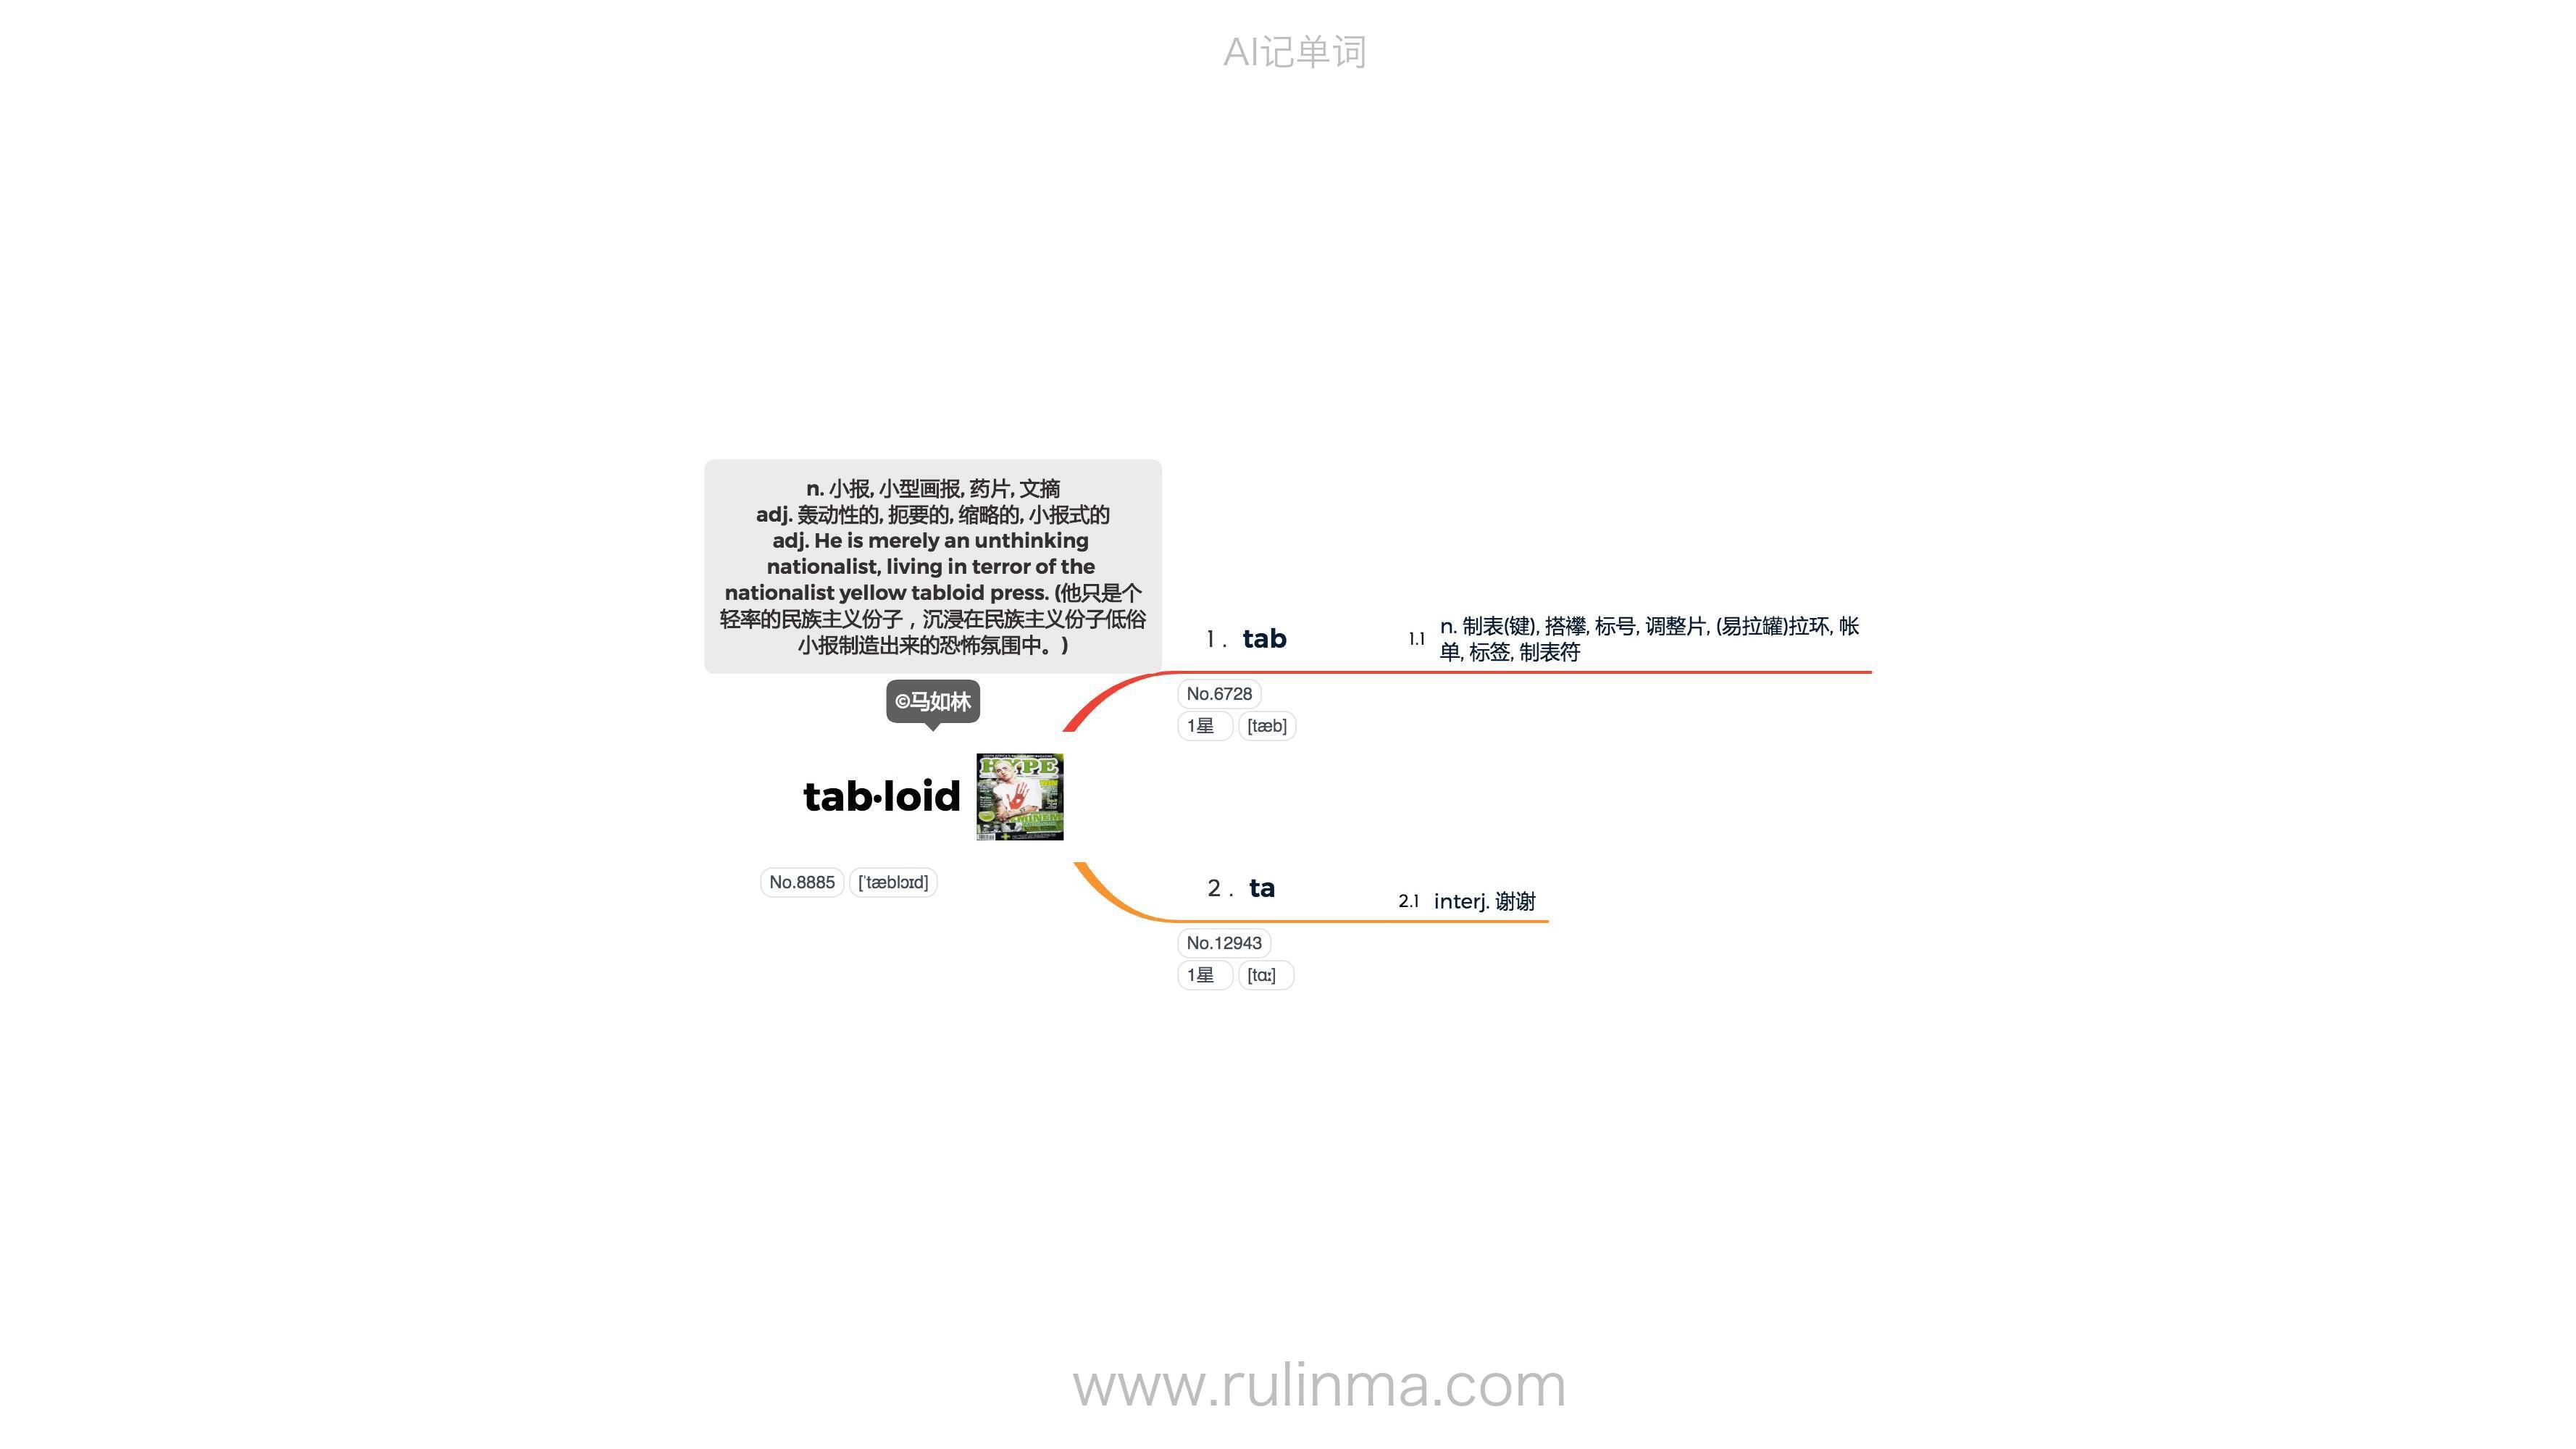 AI记单词
n. 小报, 小型画报, 药片, 文摘
adj. 轰动性的, 扼要的, 缩略的, 小报式的
adj. He is merely an unthinking
nationalist, living in terror of the
nationalist yellow tabloid press. (他只是个
轻率的民族主义份子，沉浸在民族主义份子低俗
小报制造出来的恐怖氛围中。)
©马如林
tab·loid
HYPE
EMINEM
No.8885 [ˈtæblɔɪd]
1. tab
1.1 n. 制表(键), 搭襻, 标号, 调整片, (易拉罐)拉环, 帐
单, 标签, 制表符
No.6728
1星 [tæb]
2. ta
2.1 interj. 谢谢
No.12943
1星 [tɑː]
www.rulinma.com